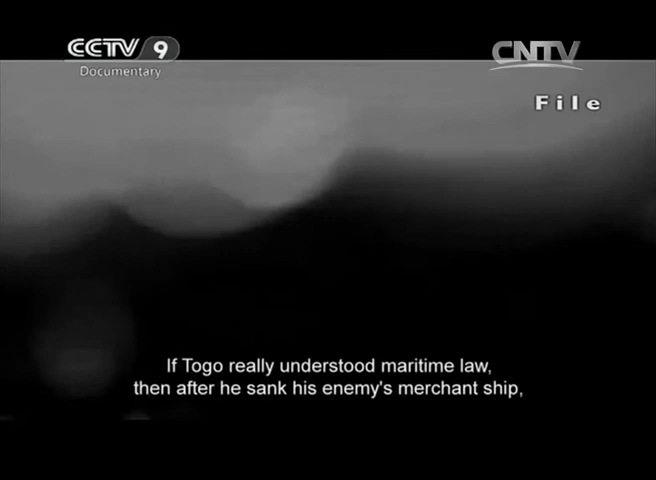 CCTV 9
Documentary
CNTV
File
If Togo really understood maritime law,
then after he sank his enemy's merchant ship,